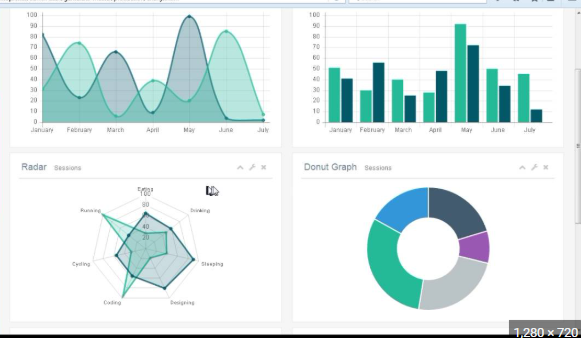 100
90
80
70
60
50
40
30
20
10
0
January February March April May June July
100
90
80
70
60
50
40
30
20
10
0
January February March April May June July
Radar Sessions
Donut Graph Sessions
Eating
100
80
60
40
20
Drinking
Sleeping
Designing
Coding
Cycling
Running
1,280 × 720